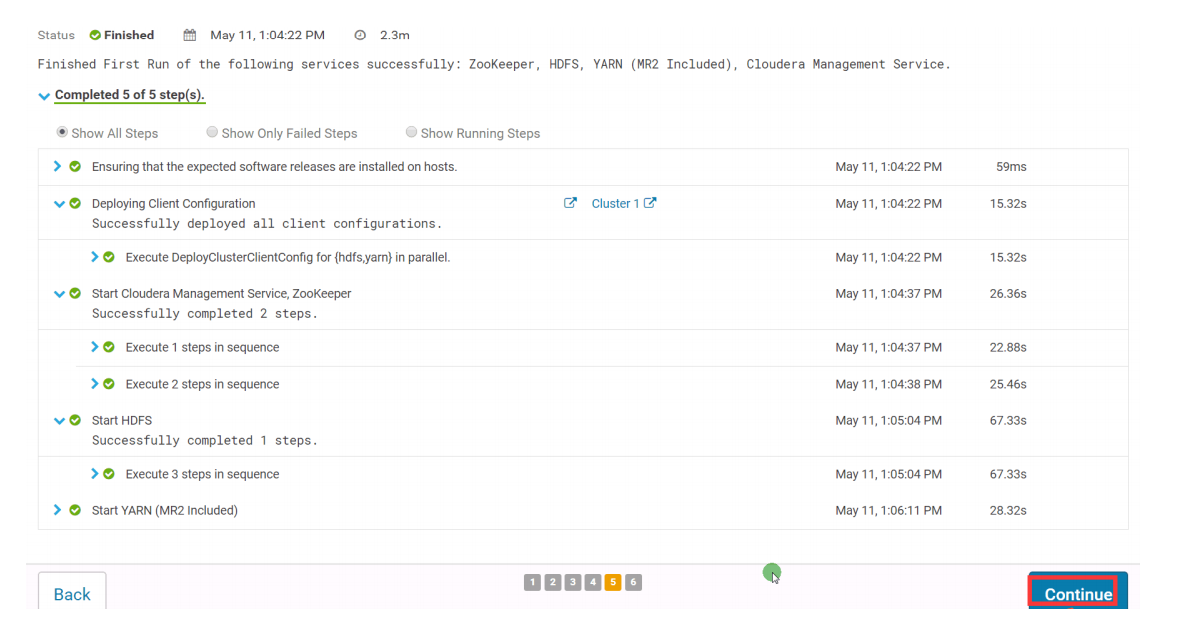 Status Finished May 11, 1:04:22 PM 2.3m
Finished First Run of the following services successfully: ZooKeeper, HDFS, YARN (MR2 Included), Cloudera Management Service.
Completed 5 of 5 step(s).
Show All Steps Show Only Failed Steps Show Running Steps
Ensuring that the expected software releases are installed on hosts. May 11, 1:04:22 PM 59ms
Deploying Client Configuration Cluster 1 May 11, 1:04:22 PM 15.32s
Successfully deployed all client configurations.
Execute DeployClusterClientConfig for {hdfs,yarn} in parallel. May 11, 1:04:22 PM 15.32s
Start Cloudera Management Service, ZooKeeper May 11, 1:04:37 PM 26.36s
Successfully completed 2 steps.
Execute 1 steps in sequence May 11, 1:04:37 PM 22.88s
Execute 2 steps in sequence May 11, 1:04:38 PM 25.46s
Start HDFS May 11, 1:05:04 PM 67.33s
Successfully completed 1 steps.
Execute 3 steps in sequence May 11, 1:05:04 PM 67.33s
Start YARN (MR2 Included) May 11, 1:06:11 PM 28.32s
Back 1 2 3 4 5 6 Continue